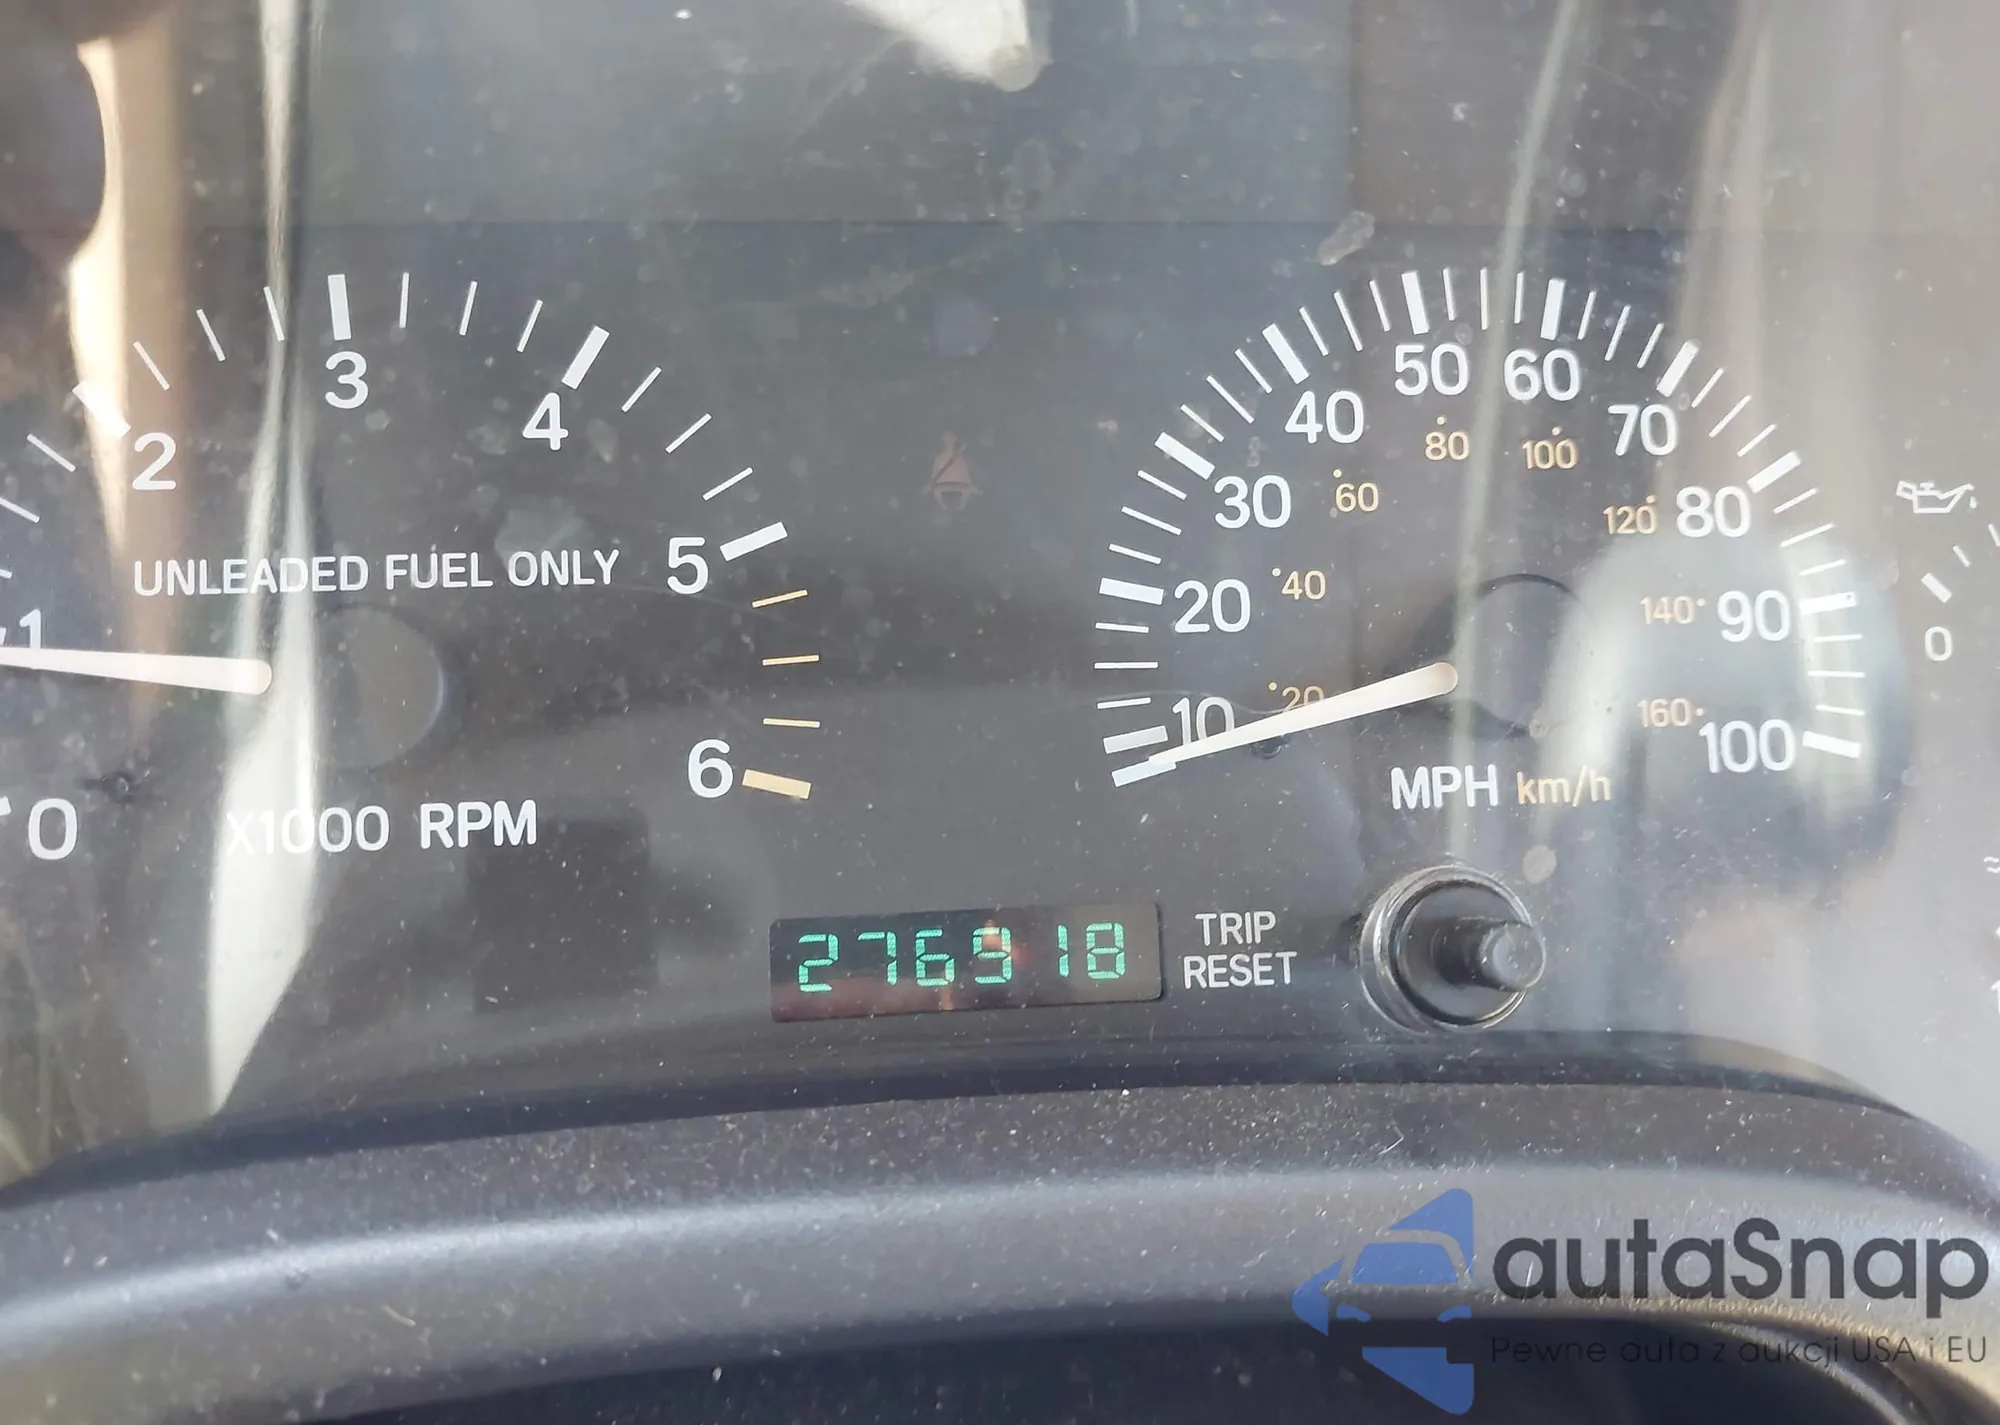 3
4
2
5
UNLEADED FUEL ONLY
1
6
0
X1000 RPM
50 60
40 70
80 100
30 60
120 80
20 40
140 90
10 20
160 100
MPH km/h
0
276918
TRIP
RESET
autaSnap
Pewne auta z aukcji USA i EU